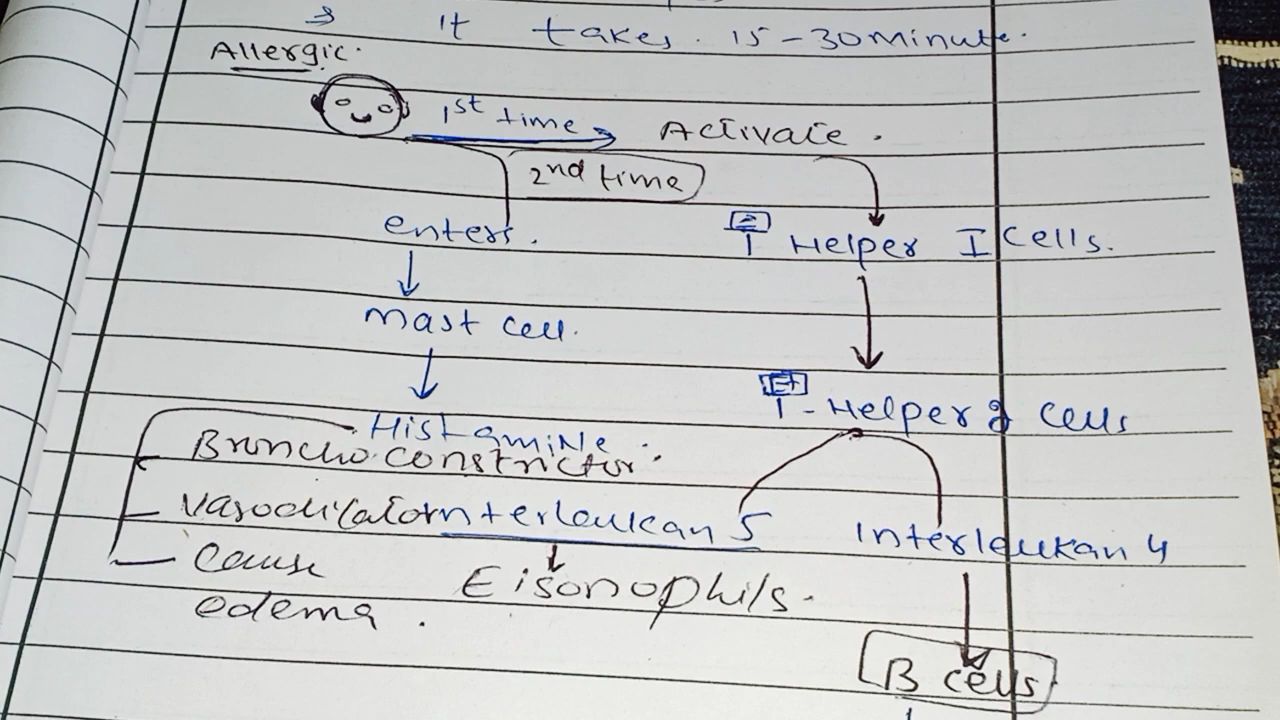 ⇒ It takes. 15-30 minute.
Allergic.
1st time Activate.
2nd time
enters.
T Helper I cells.
Mast cell.
T-Helper 2 cells
Histamine.
Broncho constrictor.
Vasodilator Interleukan 5
Interleukan 4
cause
Eisonophils.
edema.
B cells